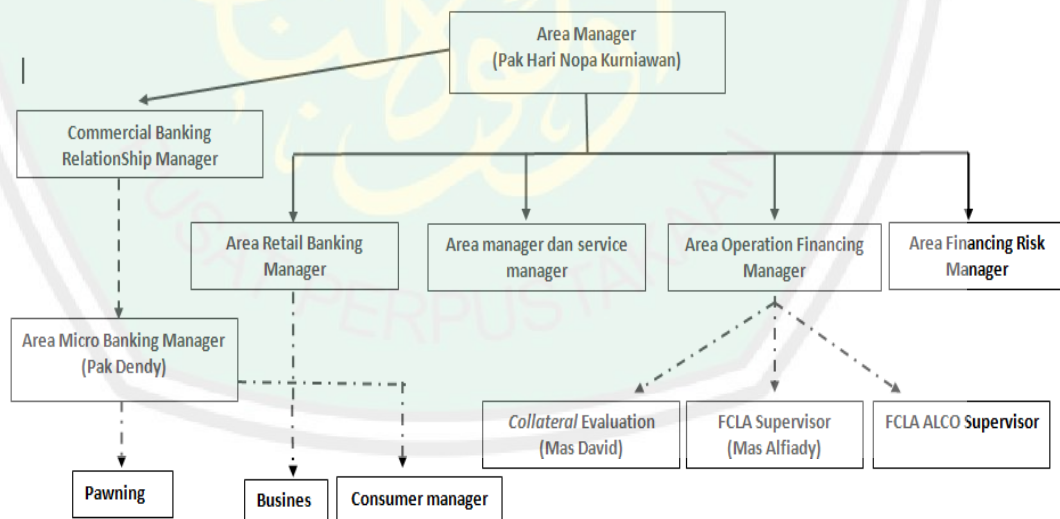 Area Manager
(Pak Hari Nopa Kurniawan)
Commercial Banking
RelationShip Manager
Area Retail Banking
Manager
Area manager dan service
manager
Area Operation Financing
Manager
Area Financing Risk
Manager
Area Micro Banking Manager
(Pak Dendy)
Collateral Evaluation
(Mas David)
FCLA Supervisor
(Mas Alfiady)
FCLA ALCO Supervisor
Pawning
Busines
Consumer manager
PUSAT PERPUSTAKAAN